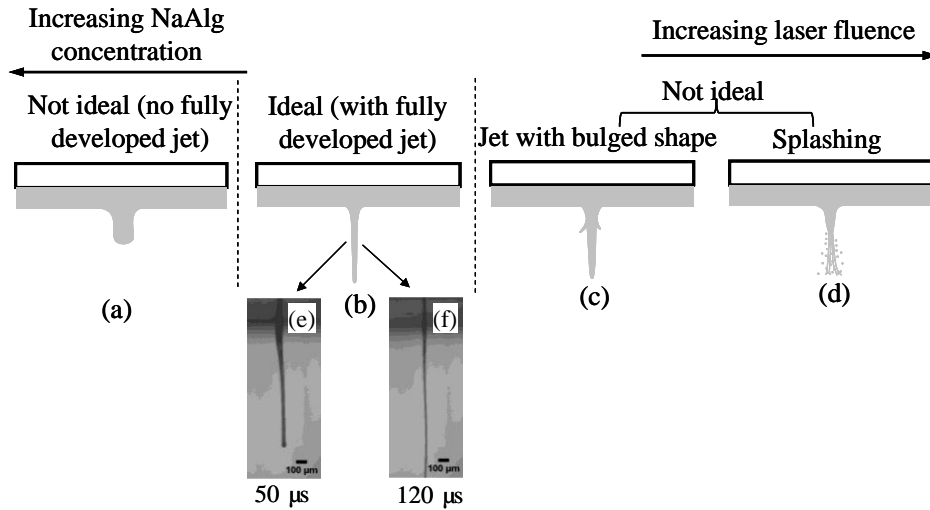 Increasing NaAlg
concentration
Increasing laser fluence
Not ideal (no fully
developed jet)
Ideal (with fully
developed jet)
Not ideal
Jet with bulged shape
Splashing
(a)
(b)
(c)
(d)
(e)
(f)
100 μm
100 μm
50 μs
120 μs